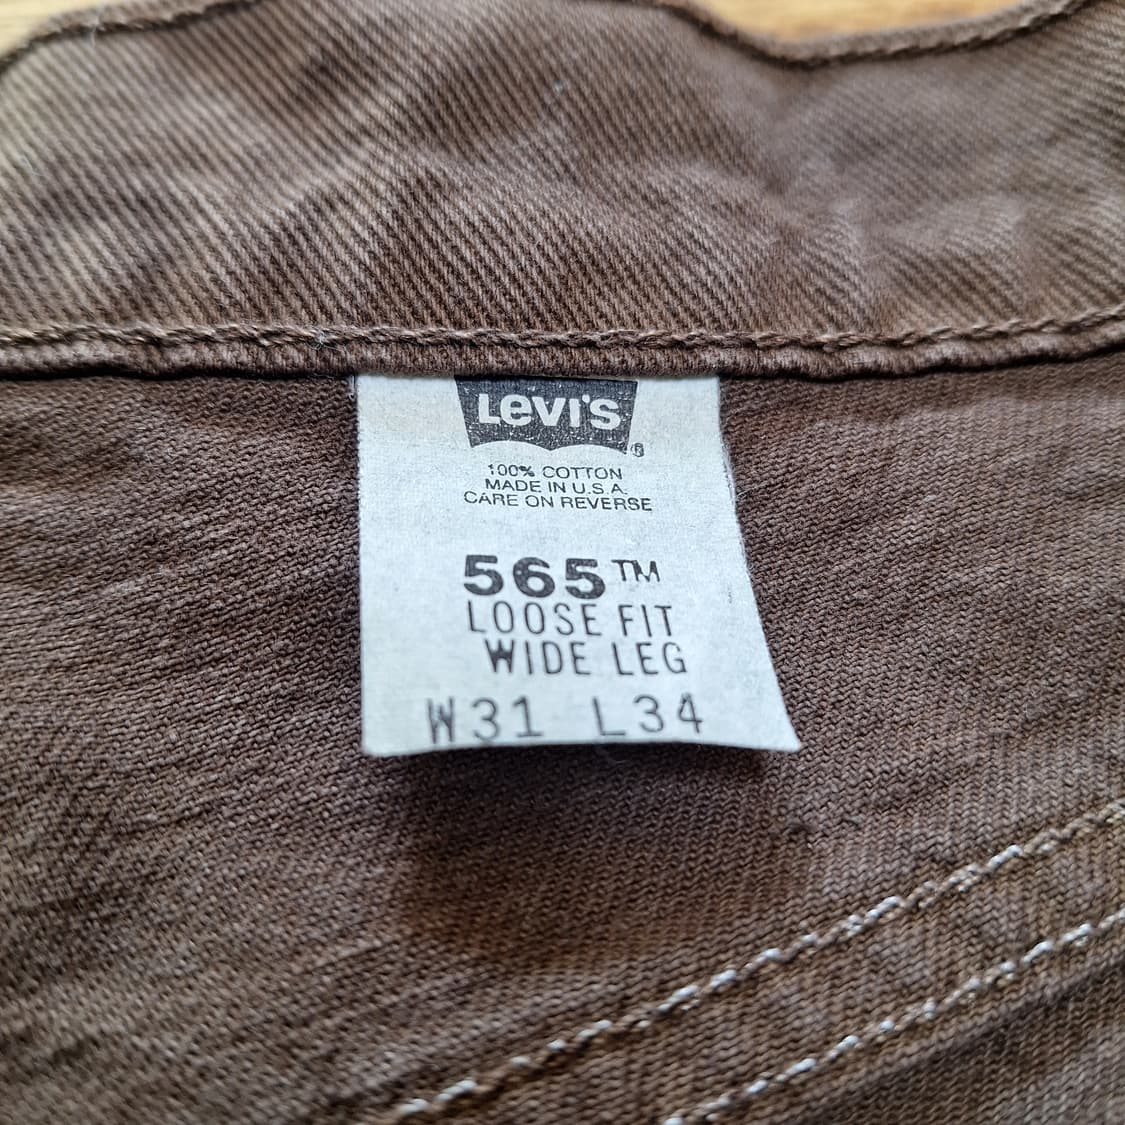 Levi's®
100% COTTON
MADE IN U.S.A.
CARE ON REVERSE
565™
LOOSE FIT
WIDE LEG
W31 L34